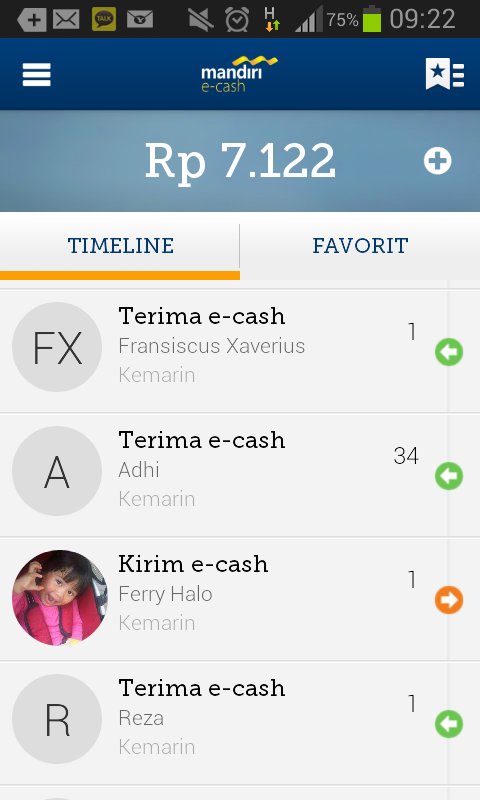 TALK
H
75%
09:22
mandiri
e-cash
Rp 7.122
TIMELINE
FAVORIT
FX
Terima e-cash
1
Fransiscus Xaverius
Kemarin
A
Terima e-cash
34
Adhi
Kemarin
Kirim e-cash
1
Ferry Halo
Kemarin
R
Terima e-cash
1
Reza
Kemarin